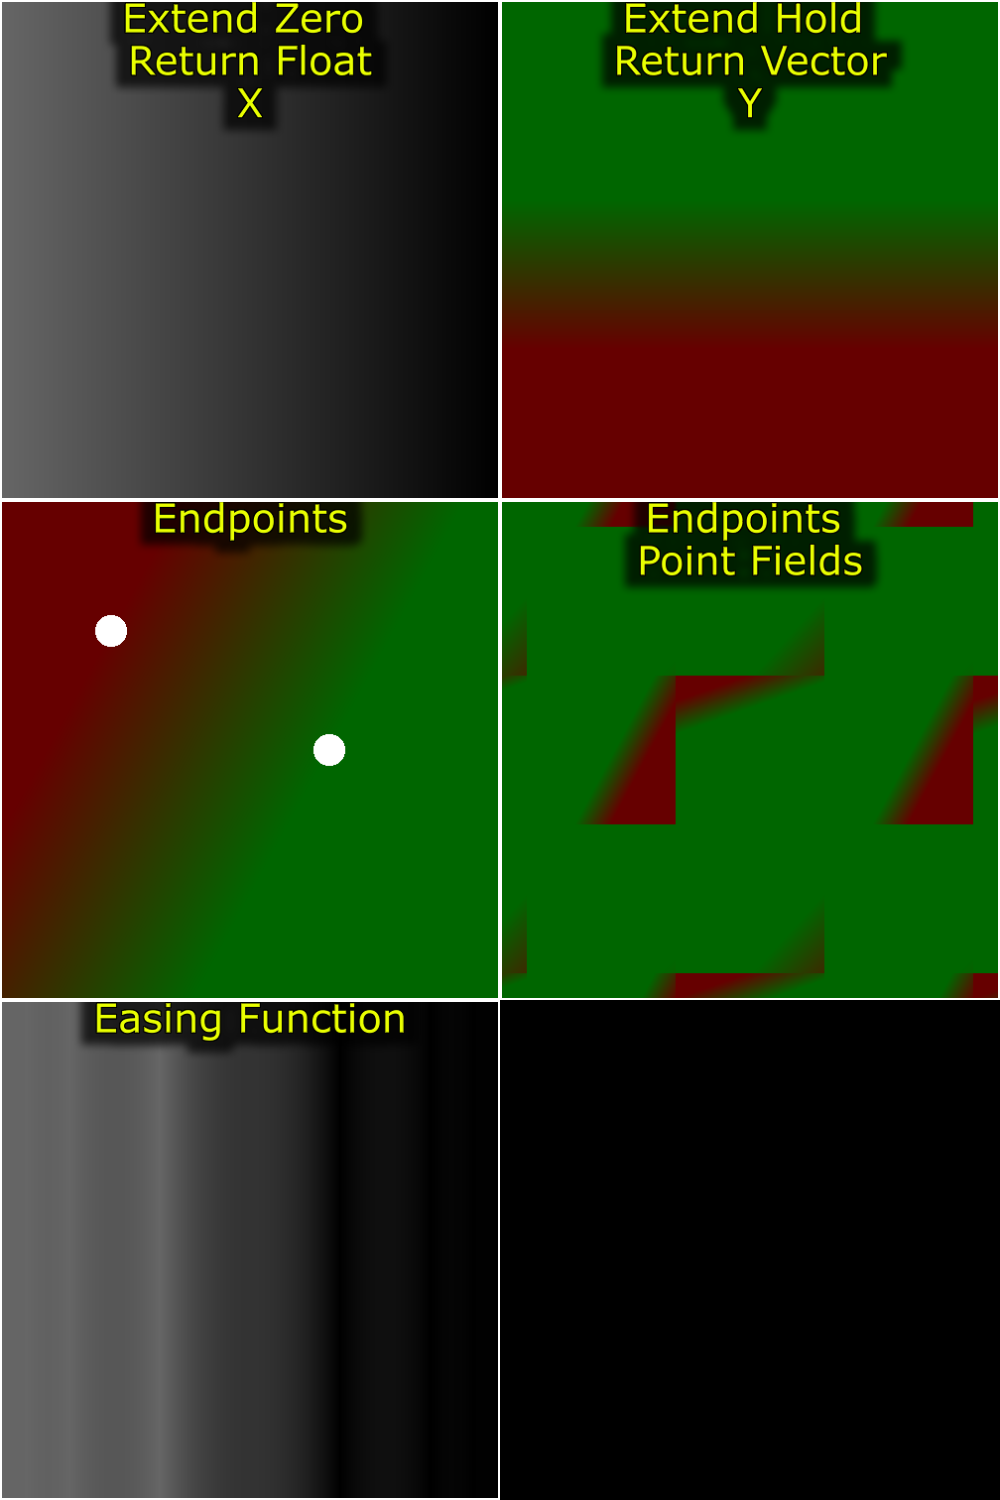 Extend Zero
Return Float
X
Extend Hold
Return Vector
Y
Endpoints
Endpoints
Point Fields
Easing Function